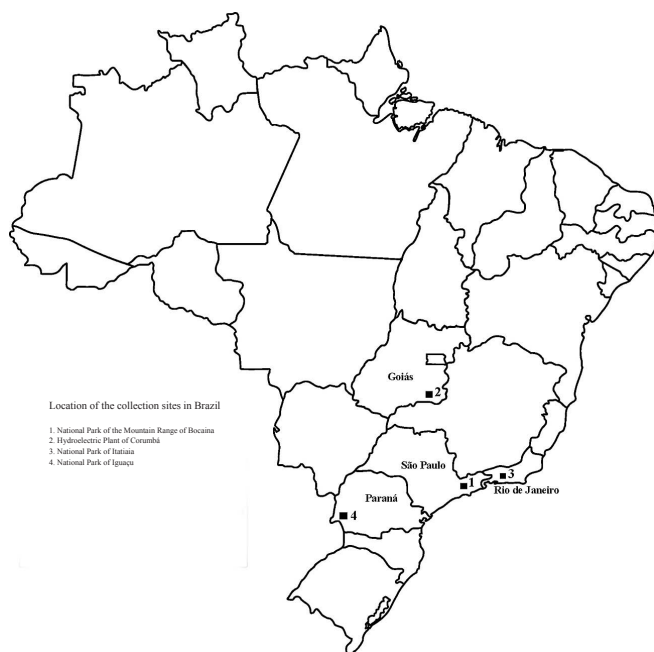 Goiás
2
Location of the collection sites in Brazil
1. National Park of the Mountain Range of Bocaina
2. Hydroelectric Plant of Corumbá
3. National Park of Itatiaia
4. National Park of Iguaçu
São Paulo
3
1
Rio de Janeiro
Paraná
4